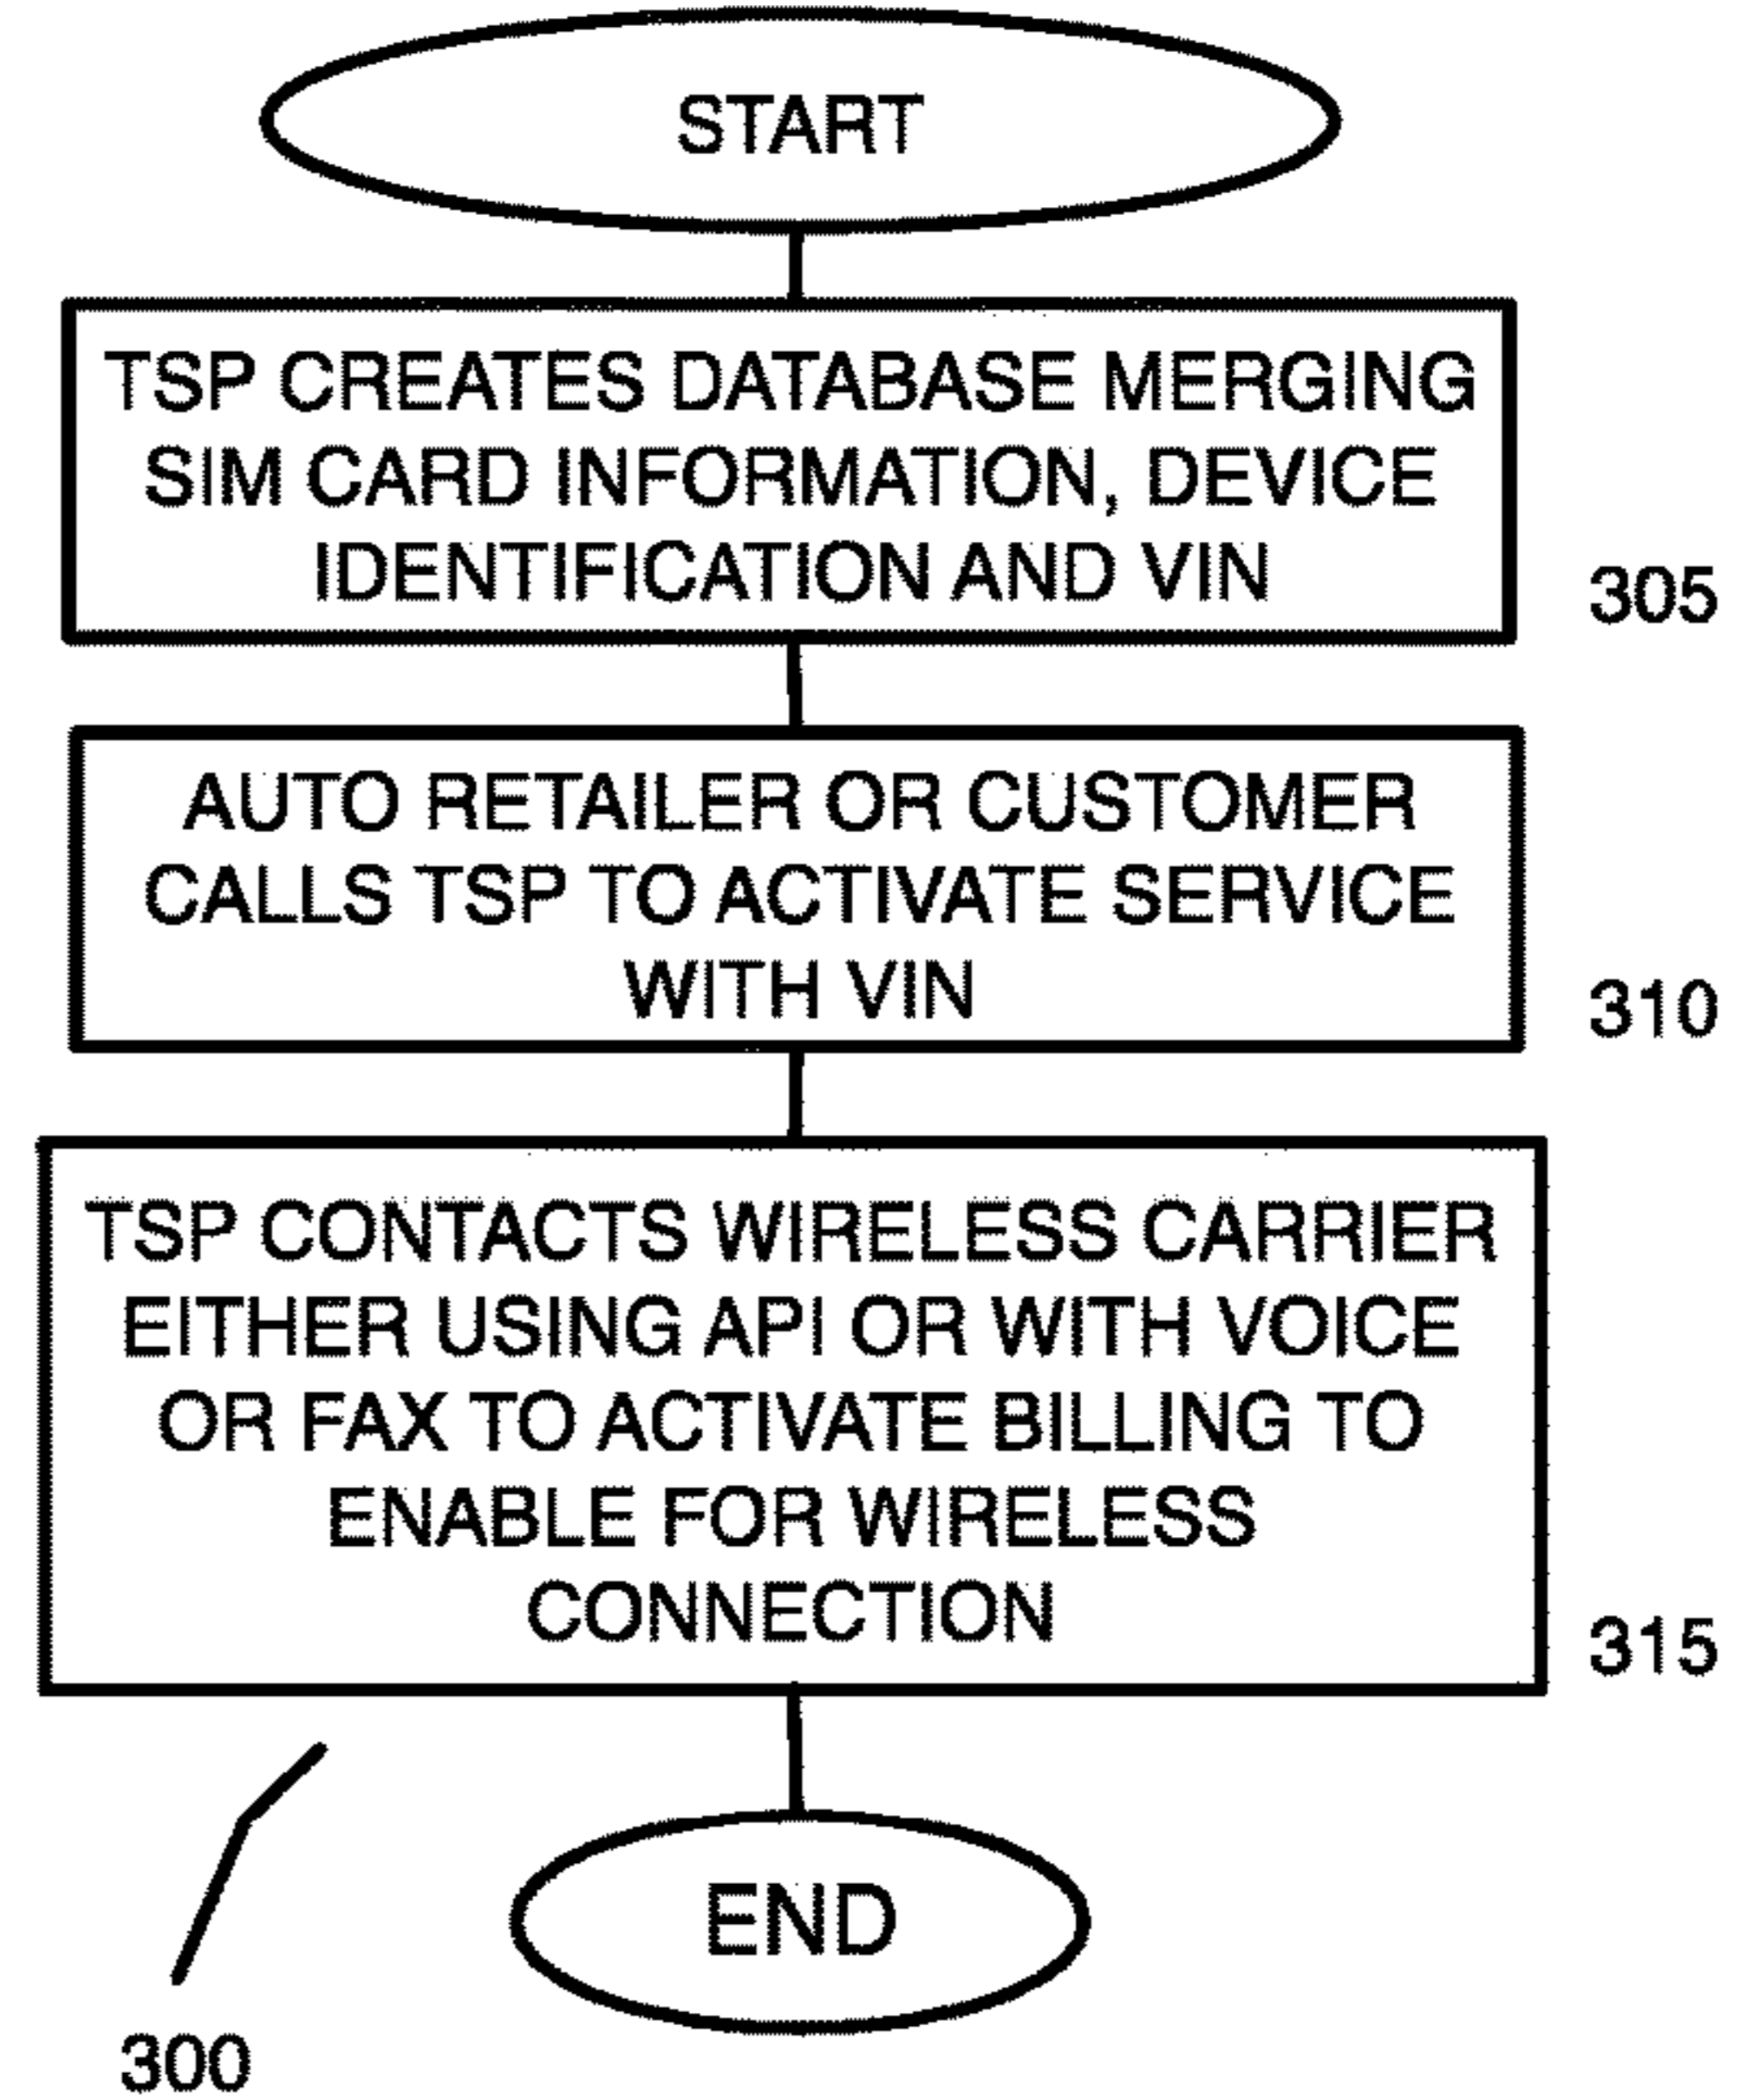 START
TSP CREATES DATABASE MERGING
SIM CARD INFORMATION, DEVICE
IDENTIFICATION AND VIN
305
AUTO RETAILER OR CUSTOMER
CALLS TSP TO ACTIVATE SERVICE
WITH VIN
310
TSP CONTACTS WIRELESS CARRIER
EITHER USING API OR WITH VOICE
OR FAX TO ACTIVATE BILLING TO
ENABLE FOR WIRELESS
CONNECTION
315
END
300